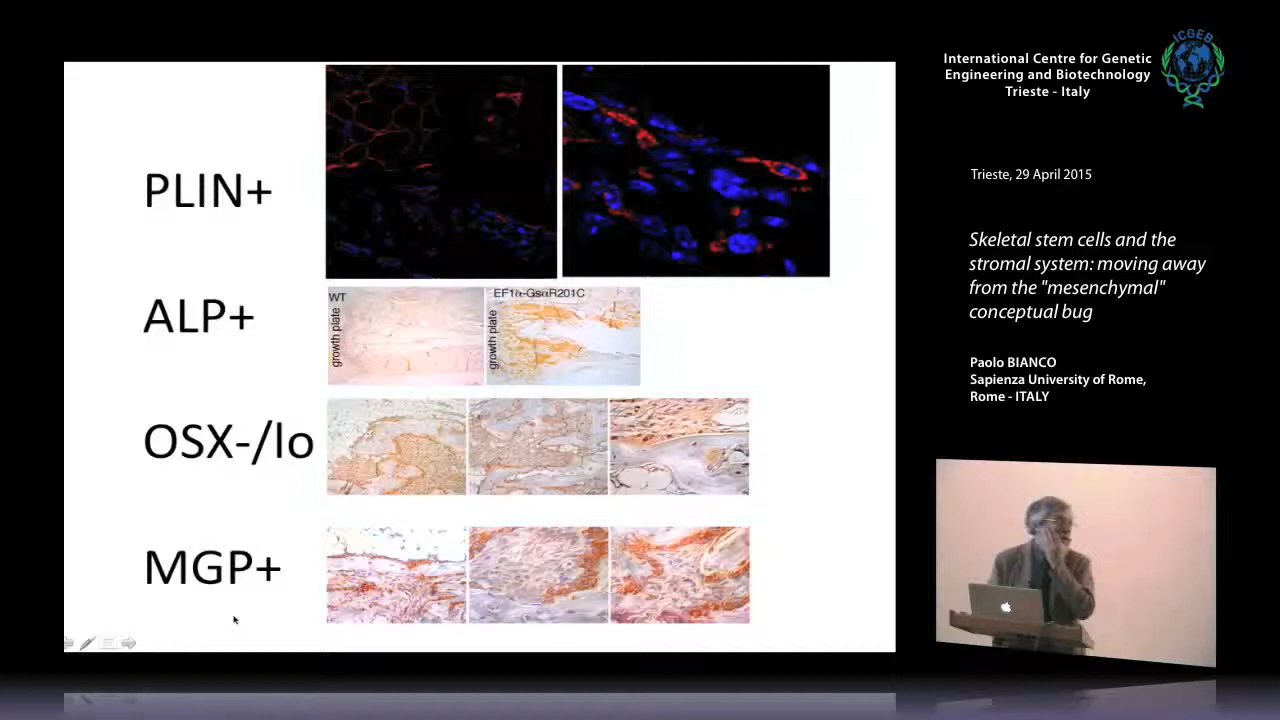 PLIN+
ALP+
WT
growth plate
EF1α-GsαR201C
growth plate
OSX-/lo
MGP+
ICGEB
International Centre for Genetic
Engineering and Biotechnology
Trieste - Italy
Trieste, 29 April 2015
Skeletal stem cells and the
stromal system: moving away
from the "mesenchymal"
conceptual bug
Paolo BIANCO
Sapienza University of Rome,
Rome - ITALY